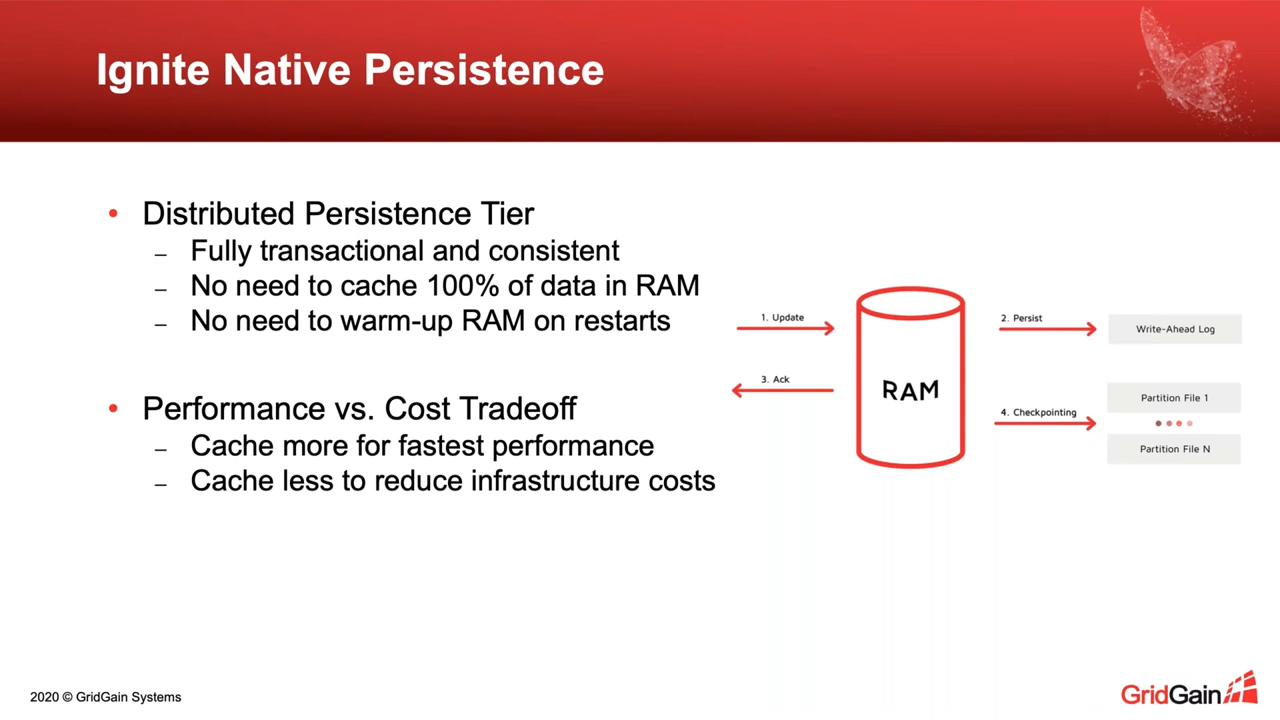 Ignite Native Persistence
• Distributed Persistence Tier
– Fully transactional and consistent
– No need to cache 100% of data in RAM
– No need to warm-up RAM on restarts
• Performance vs. Cost Tradeoff
– Cache more for fastest performance
– Cache less to reduce infrastructure costs
1. Update
3. Ack
RAM
2. Persist
4. Checkpointing
Write-Ahead Log
Partition File 1
Partition File N
2020 © GridGain Systems
GridGain